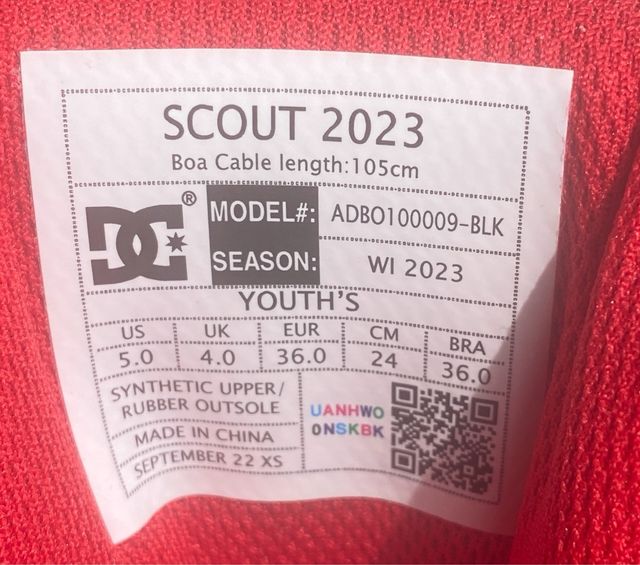 SCOUT 2023
Boa Cable length:105cm
DC ®
MODEL#: ADBO100009-BLK
SEASON: WI 2023
YOUTH'S
US UK EUR CM BRA
5.0 4.0 36.0 24 36.0
SYNTHETIC UPPER/
RUBBER OUTSOLE
MADE IN CHINA
SEPTEMBER 22 XS
UANHWO
0NSKBK